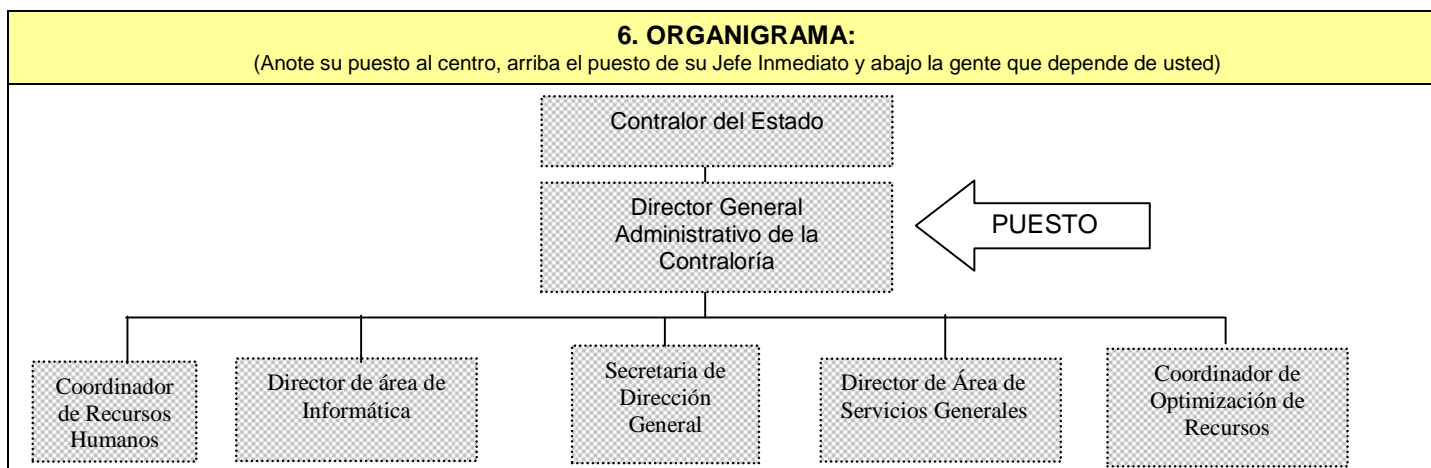 6. ORGANIGRAMA:
(Anote su puesto al centro, arriba el puesto de su Jefe Inmediato y abajo la gente que depende de usted)
Contralor del Estado
Director General
Administrativo de la
Contraloría
PUESTO
Coordinador
de Recursos
Humanos
Director de área de
Informática
Secretaria de
Dirección
General
Director de Área de
Servicios Generales
Coordinador de
Optimización de
Recursos